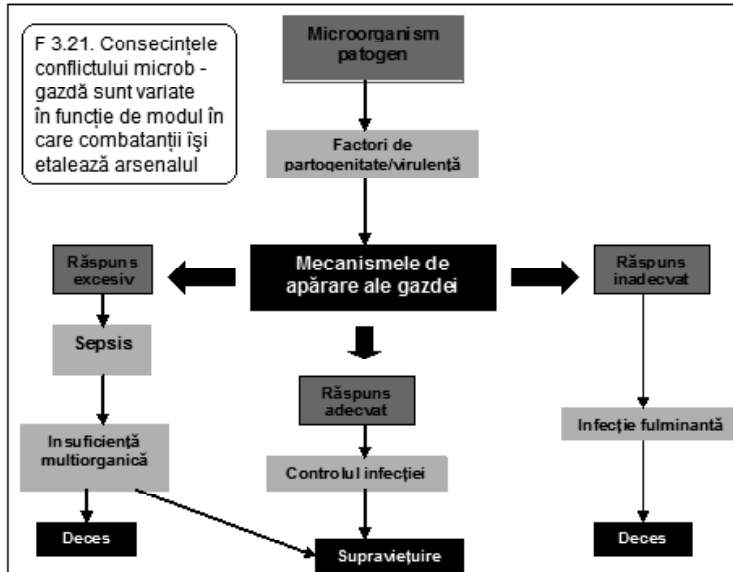 F 3.21. Consecințele
conflictului microb -
gazdă sunt variate
în funcție de modul în
care combatanții își
etalează arsenalul
Microorganism
patogen
Factori de
partogenitate/virulență
Mecanismele de
apărare ale gazdei
Răspuns
excesiv
Răspuns
inadecvat
Sepsis
Răspuns
adecvat
Insuficiență
multiorganică
Infecție fulminantă
Controlul infecției
Deces
Supraviețuire
Deces